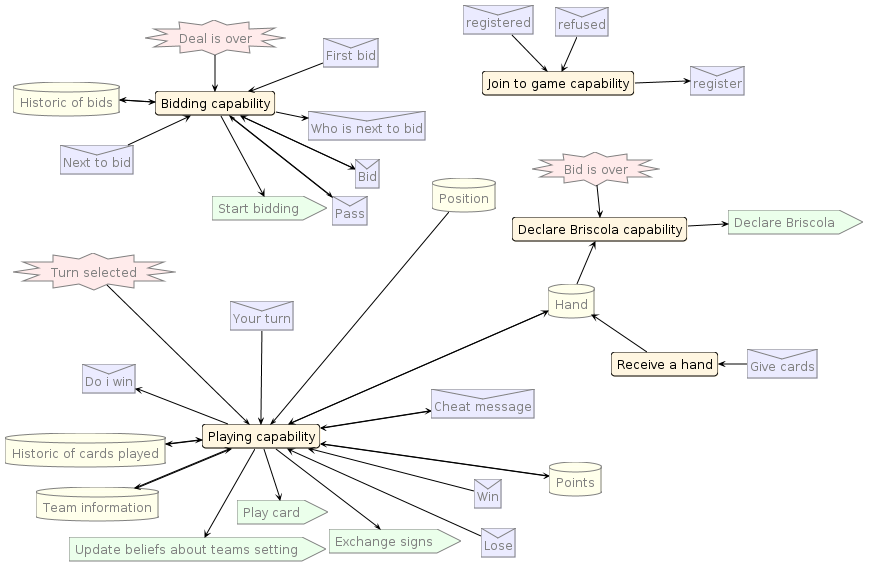 registered
refused
Deal is over
First bid
Join to game capability
register
Historic of bids
Bidding capability
Who is next to bid
Next to bid
Bid
Bid is over
Start bidding
Pass
Position
Declare Briscola capability
Declare Briscola
Turn selected
Hand
Your turn
Receive a hand
Give cards
Do i win
Cheat message
Playing capability
Historic of cards played
Points
Win
Team information
Play card
Exchange signs
Lose
Update beliefs about teams setting